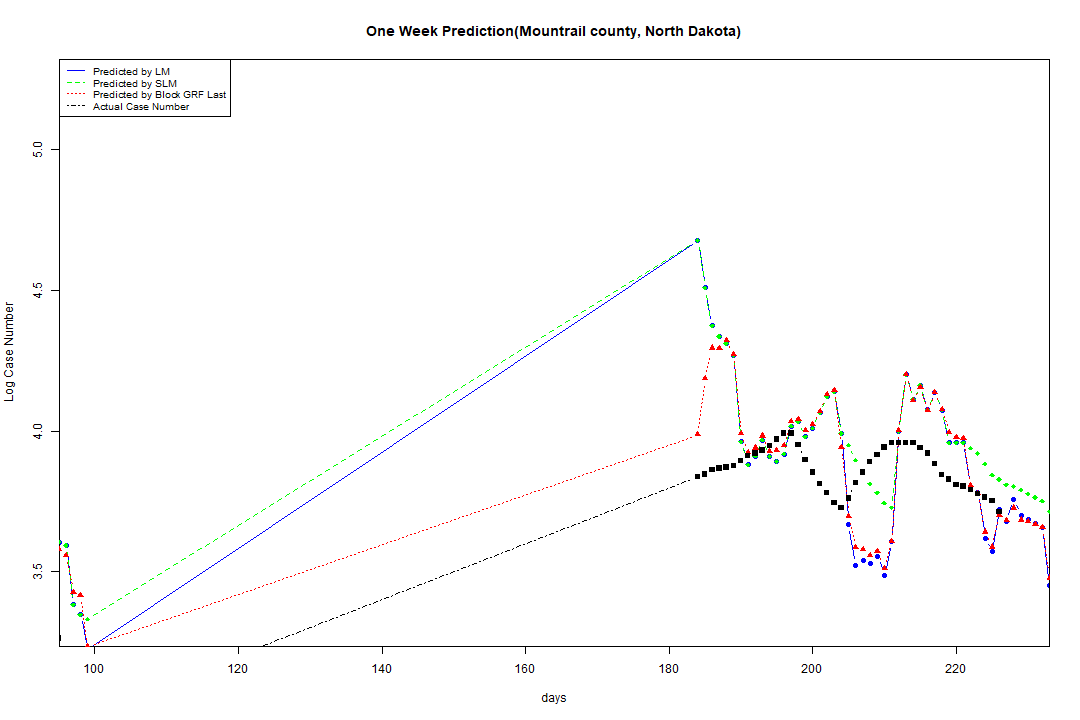 One Week Prediction(Mountrail county, North Dakota)
Predicted by LM
Predicted by SLM
Predicted by Block GRF Last
Actual Case Number
5.0
4.5
4.0
3.5
Log Case Number
100 120 140 160 180 200 220
days